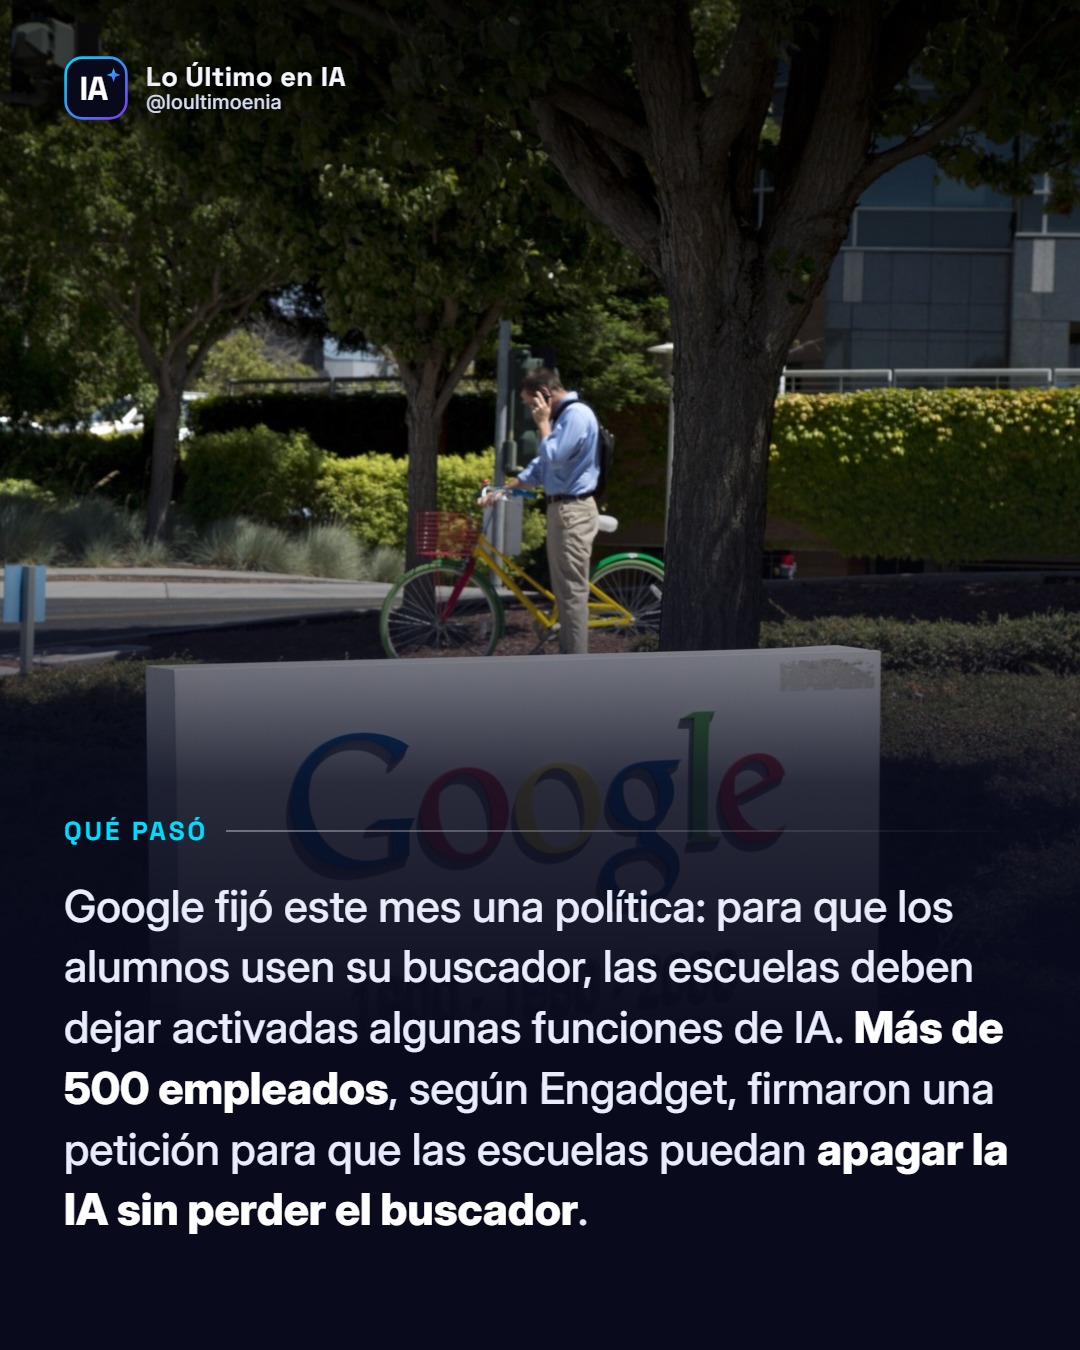 IA
Lo Último en IA
@loultimoenia
Google
QUÉ PASÓ
Google fijó este mes una política: para que los
alumnos usen su buscador, las escuelas deben
dejar activadas algunas funciones de IA. Más de
500 empleados, según Engadget, firmaron una
petición para que las escuelas puedan apagar la
IA sin perder el buscador.